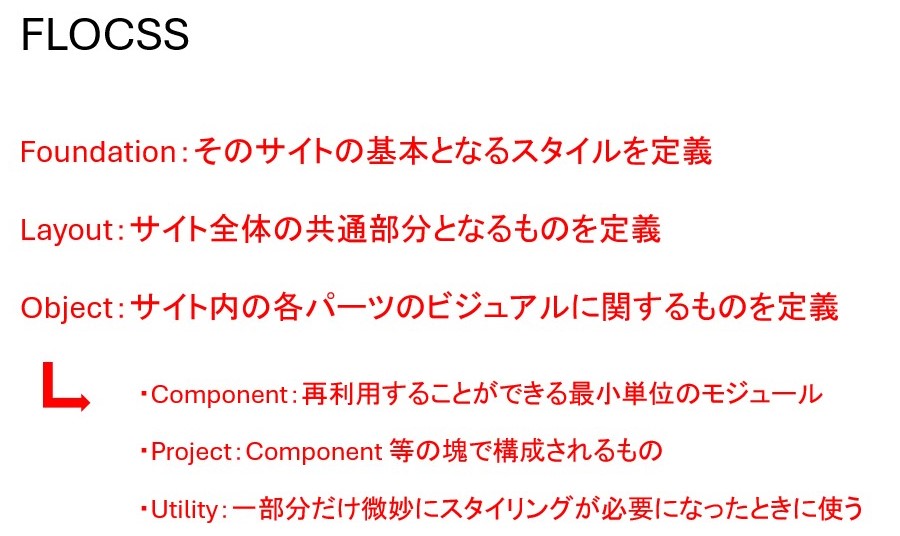 FLOCSS
Foundation：そのサイトの基本となるスタイルを定義
Layout：サイト全体の共通部分となるものを定義
Object：サイト内の各パーツのビジュアルに関するものを定義
・Component：再利用することができる最小単位のモジュール
・Project：Component 等の塊で構成されるもの
・Utility：一部分だけ微妙にスタイリングが必要になったときに使う